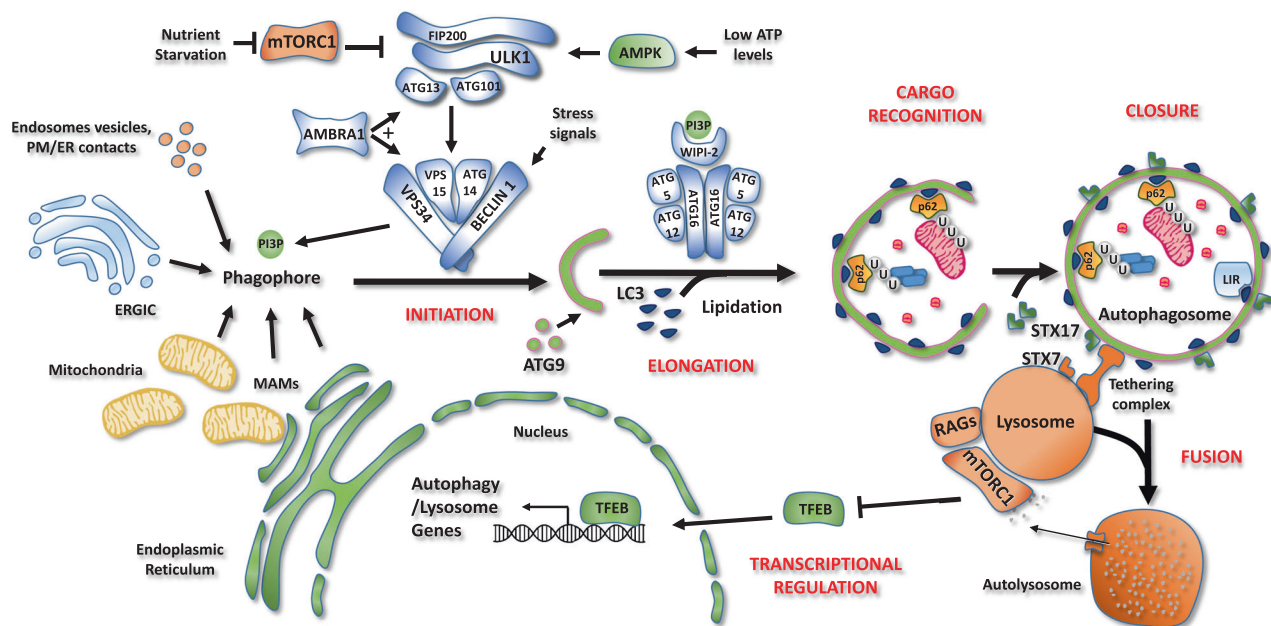 Nutrient
Starvation
mTORC1
FIP200
ULK1
ATG13
ATG101
AMPK
Low ATP
levels
AMBRA1
+
Stress
signals
VPS
15
ATG
14
VPS34
BECLIN 1
Endosomes vesicles,
PM/ER contacts
ERGIC
PI3P
Phagophore
Mitochondria
MAMs
INITIATION
ATG9
PI3P
WIPI-2
ATG
5
ATG
12
ATG16
ATG16
ATG
5
ATG
12
LC3
Lipidation
ELONGATION
CARGO
RECOGNITION
p62
U
U
U
p62
U
U
U
CLOSURE
p62
U
U
U
p62
U
U
U
LIR
Autophagosome
STX17
STX7
Tethering
complex
Lysosome
RAGs
mTORC1
FUSION
Autolysosome
TFEB
TRANSCRIPTIONAL
REGULATION
Nucleus
Autophagy
/Lysosome
Genes
TFEB
Endoplasmic
Reticulum